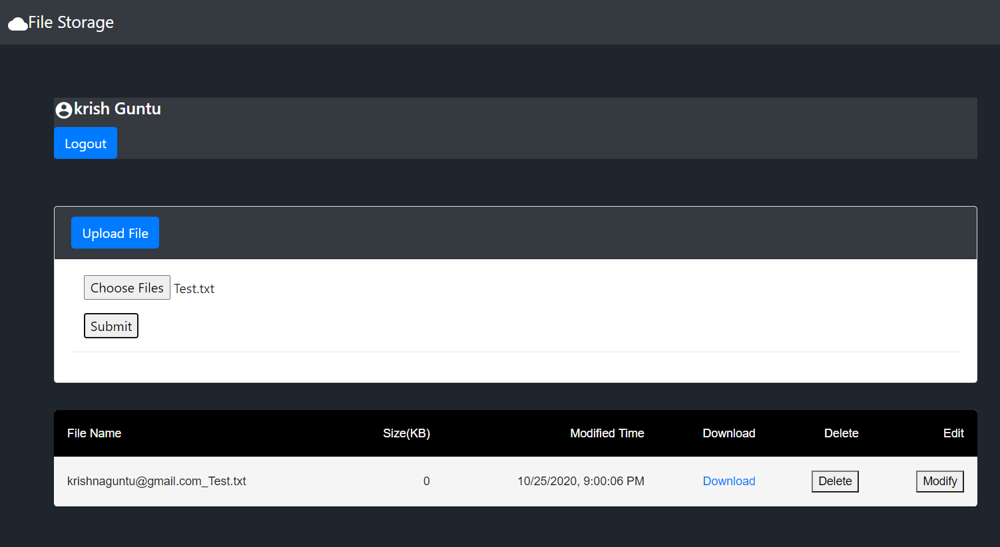 File Storage
krish Guntu
Logout
Upload File
Choose Files Test.txt
Submit
File Name Size(KB) Modified Time Download Delete Edit
krishnaguntu@gmail.com_Test.txt 0 10/25/2020, 9:00:06 PM Download Delete Modify